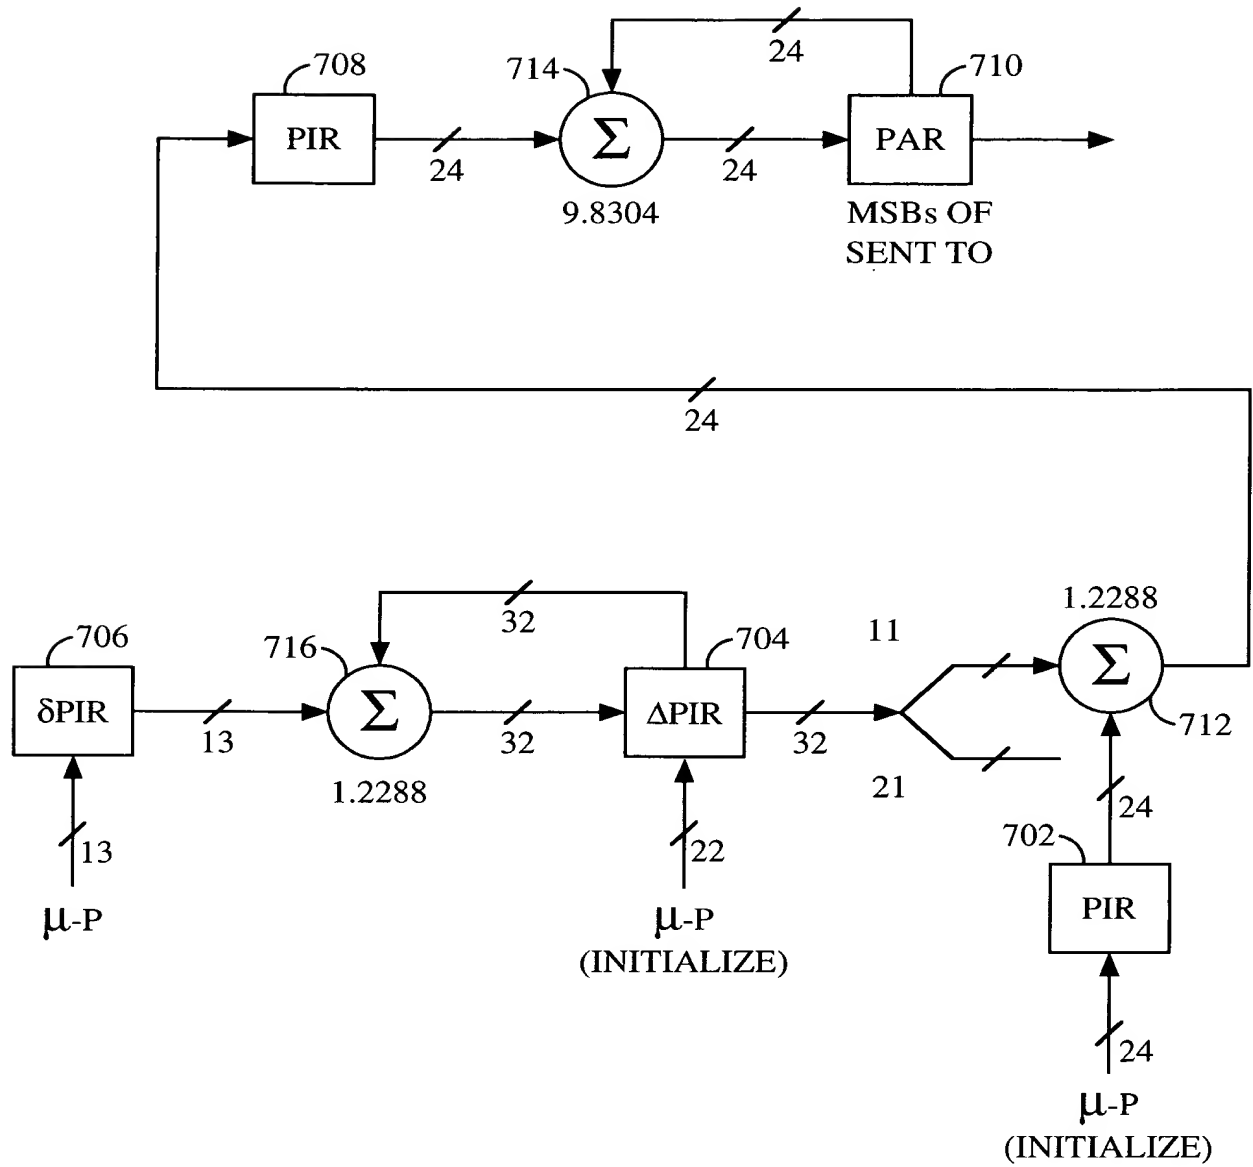 24
708
714
710
PIR
Σ
PAR
24
24
9.8304
MSBs OF
SENT TO
24
1.2288
706
716
32
704
11
δPIR
Σ
ΔPIR
Σ
712
13
32
32
1.2288
21
24
13
22
702
μ-P
μ-P
(INITIALIZE)
PIR
24
μ-P
(INITIALIZE)